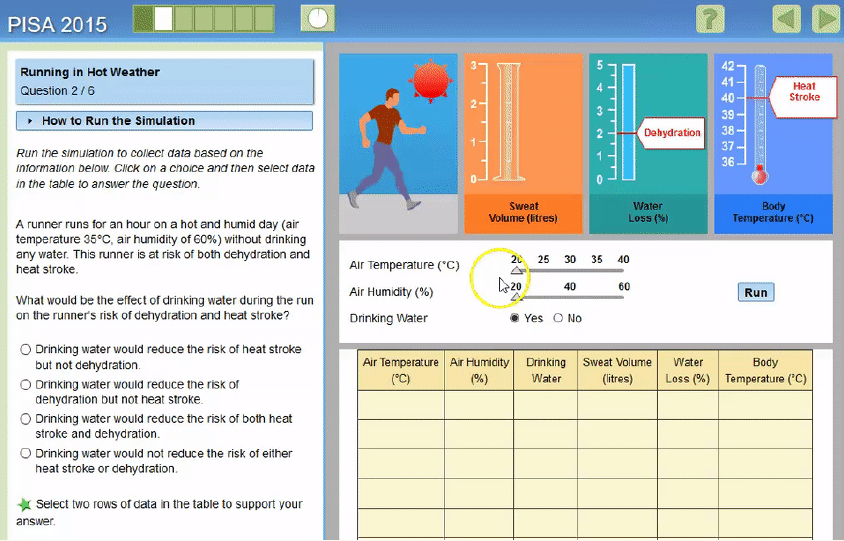 PISA 2015
?
Running in Hot Weather
Question 2 / 6
How to Run the Simulation
Run the simulation to collect data based on the
information below. Click on a choice and then select data
in the table to answer the question.
A runner runs for an hour on a hot and humid day (air
temperature 35°C, air humidity of 60%) without drinking
any water. This runner is at risk of both dehydration and
heat stroke.
What would be the effect of drinking water during the run
on the runner's risk of dehydration and heat stroke?
Drinking water would reduce the risk of heat stroke
but not dehydration.
Drinking water would reduce the risk of
dehydration but not heat stroke.
Drinking water would reduce the risk of both heat
stroke and dehydration.
Drinking water would not reduce the risk of either
heat stroke or dehydration.
Select two rows of data in the table to support your
answer.
3
2
1
0
Sweat
Volume (litres)
5
4
3
2
1
0
Dehydration
Water
Loss (%)
42
41
40
39
38
37
36
Heat
Stroke
Body
Temperature (°C)
Air Temperature (°C) 20 25 30 35 40
Air Humidity (%) 20 40 60
Run
Drinking Water Yes No
Air Temperature (°C)
Air Humidity (%)
Drinking Water
Sweat Volume (litres)
Water Loss (%)
Body Temperature (°C)